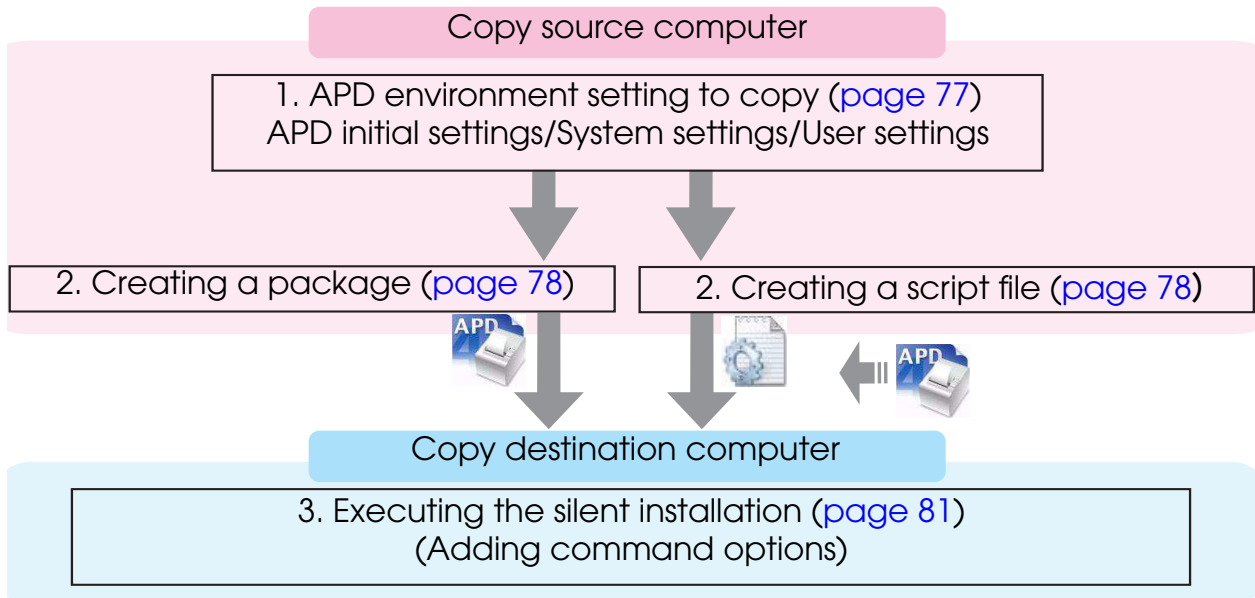 Copy source computer
1. APD environment setting to copy (page 77)
APD initial settings/System settings/User settings
2. Creating a package (page 78)
2. Creating a script file (page 78)
APD
4
APD
4
Copy destination computer
3. Executing the silent installation (page 81)
(Adding command options)